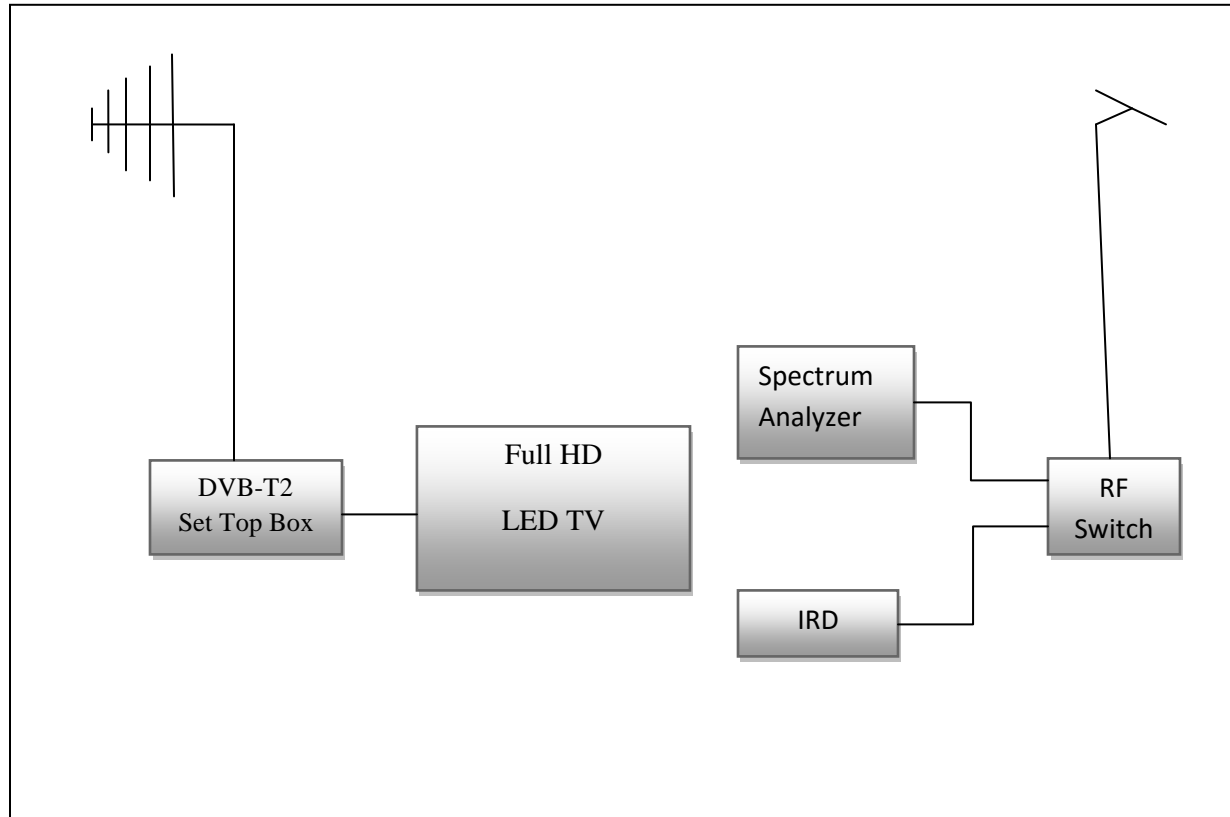 DVB-T2
Set Top Box
Full HD
LED TV
Spectrum
Analyzer
IRD
RF
Switch